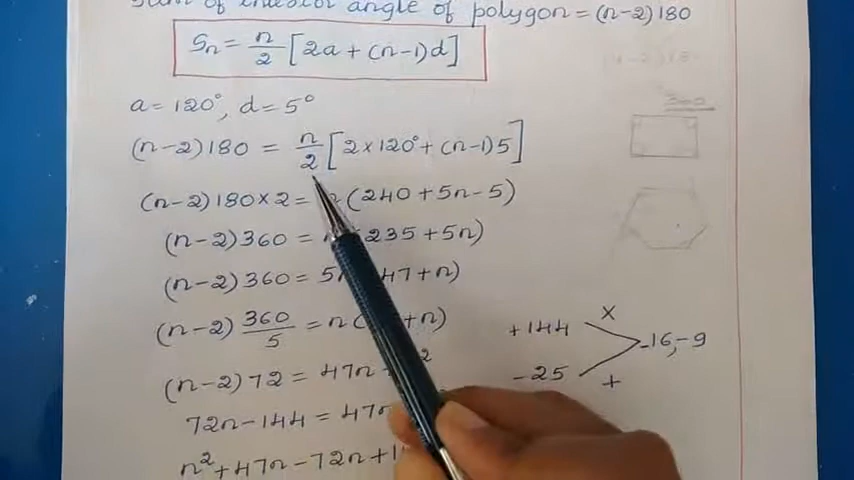 Sum of interior angle of polygon = (n-2)180
Sn = n/2 [2a + (n-1)d]
a = 120°, d = 5°
(n-2)180 = n/2 [2×120° + (n-1)5]
(n-2)180×2 = (240 + 5n - 5)
(n-2)360 = 235 + 5n)
(n-2)360 = 5 47 + n)
(n-2) 360/5 = n( + n)
(n-2)72 = 47n 2
72n - 144 = 47n
n² + 47n - 72n + 1
+144 × -16, -9
-25 +